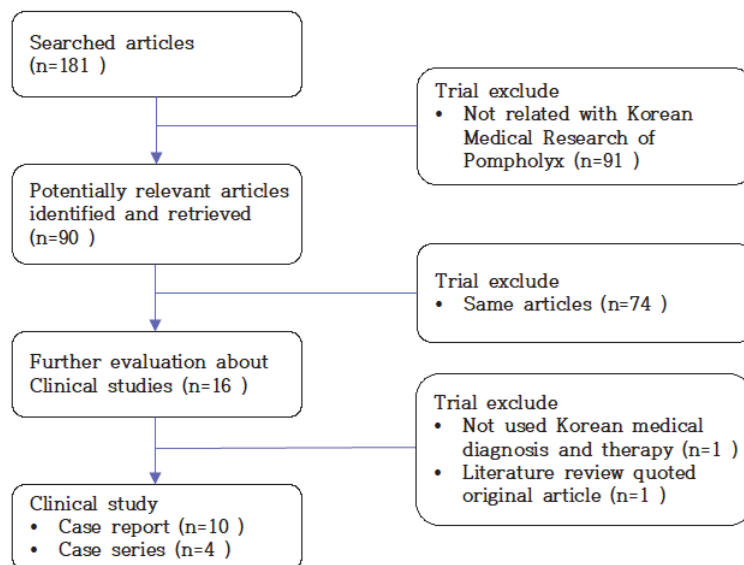 Searched articles
(n=181 )
Trial exclude
• Not related with Korean
Medical Research of
Pompholyx (n=91 )
Potentially relevant articles
identified and retrieved
(n=90 )
Trial exclude
• Same articles (n=74 )
Further evaluation about
Clinical studies (n=16 )
Trial exclude
• Not used Korean medical
diagnosis and therapy (n=1 )
• Literature review quoted
original article (n=1 )
Clinical study
• Case report (n=10 )
• Case series (n=4 )